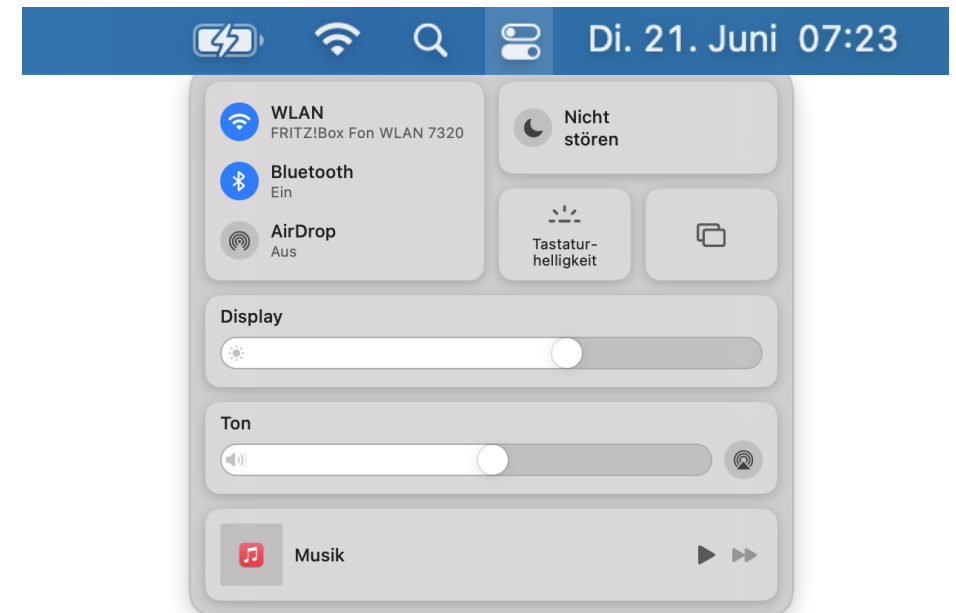 Di. 21. Juni 07:23
WLAN
FRITZ!Box Fon WLAN 7320
Bluetooth
Ein
AirDrop
Aus
Nicht
stören
Tastatur-
helligkeit
Display
Ton
Musik